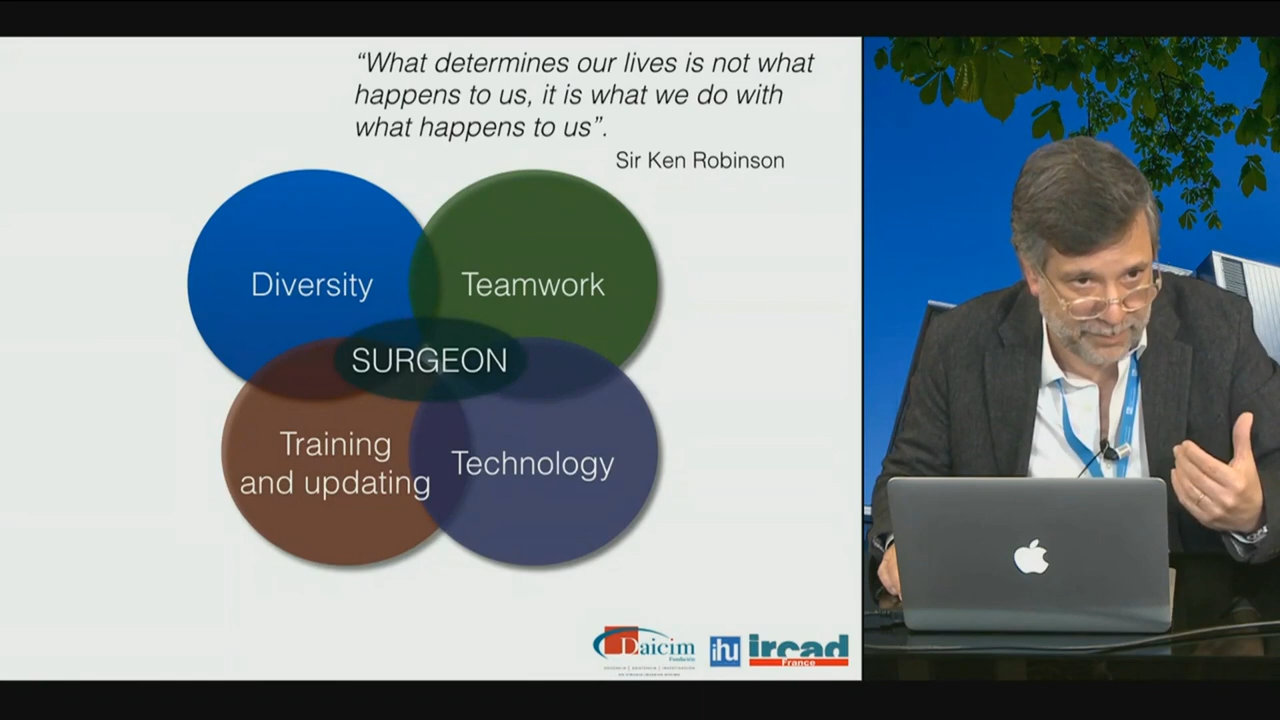 “What determines our lives is not what
happens to us, it is what we do with
what happens to us”.
Sir Ken Robinson
Diversity
Teamwork
SURGEON
Training
and updating
Technology
Daicim
Fundación
ihu
ircad
France